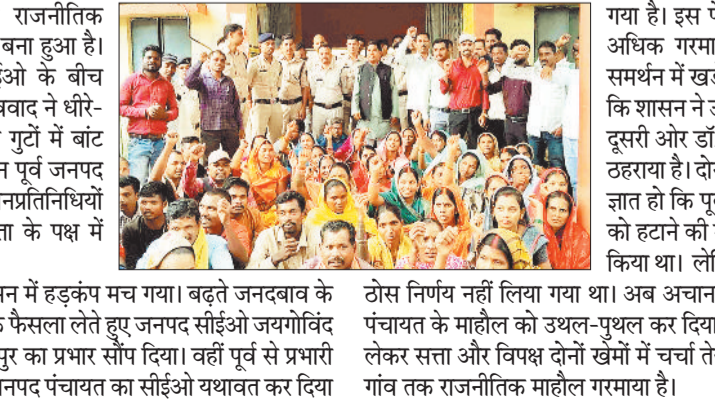 राजनीतिक
बना हुआ है।
ईओ के बीच
वाद ने धीरे-
गुटों में बांट
पूर्व जनपद
नप्रतिनिधियों
ता के पक्ष में
सन में हड़कंप मच गया। बढ़ते जनदबाव के
फैसला लेते हुए जनपद सीईओ जयगोविंद
पुर का प्रभार सौंप दिया। वहीं पूर्व से प्रभारी
नपद पंचायत का सीईओ यथावत कर दिया
गया है। इस
अधिक गरमा
समर्थन में खड़
कि शासन ने
दूसरी ओर डॉ
ठहराया है। दो
ज्ञात हो कि पू
को हटाने की
किया था। लेि
ठोस निर्णय नहीं लिया गया था। अब अचान
पंचायत के माहौल को उथल-पुथल कर दिया
लेकर सत्ता और विपक्ष दोनों खेमों में चर्चा ते
गांव तक राजनीतिक माहौल गरमाया है।